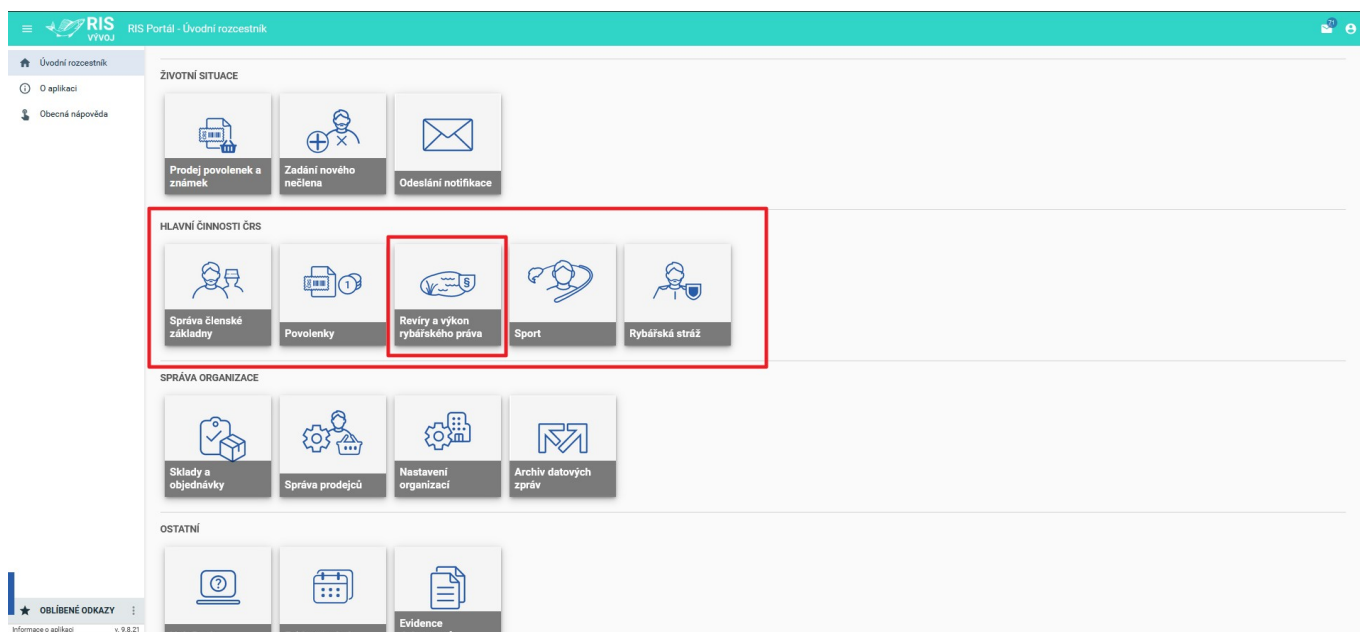 RIS
VÝVOJ
RIS Portál - Úvodní rozcestník
71
Úvodní rozcestník
O aplikaci
Obecná nápověda
ŽIVOTNÍ SITUACE
Prodej povolenek a
známek
Zadání nového
nečlena
Odeslání notifikace
HLAVNÍ ČINNOSTI ČRS
Správa členské
základny
1
Povolenky
§
Revíry a výkon
rybářského práva
Sport
Rybářská stráž
SPRÁVA ORGANIZACE
Sklady a
objednávky
Správa prodejců
Nastavení
organizací
Archiv datových
zpráv
OSTATNÍ
?
Evidence
OBLÍBENÉ ODKAZY
Informace o aplikaci
v. 9.8.21